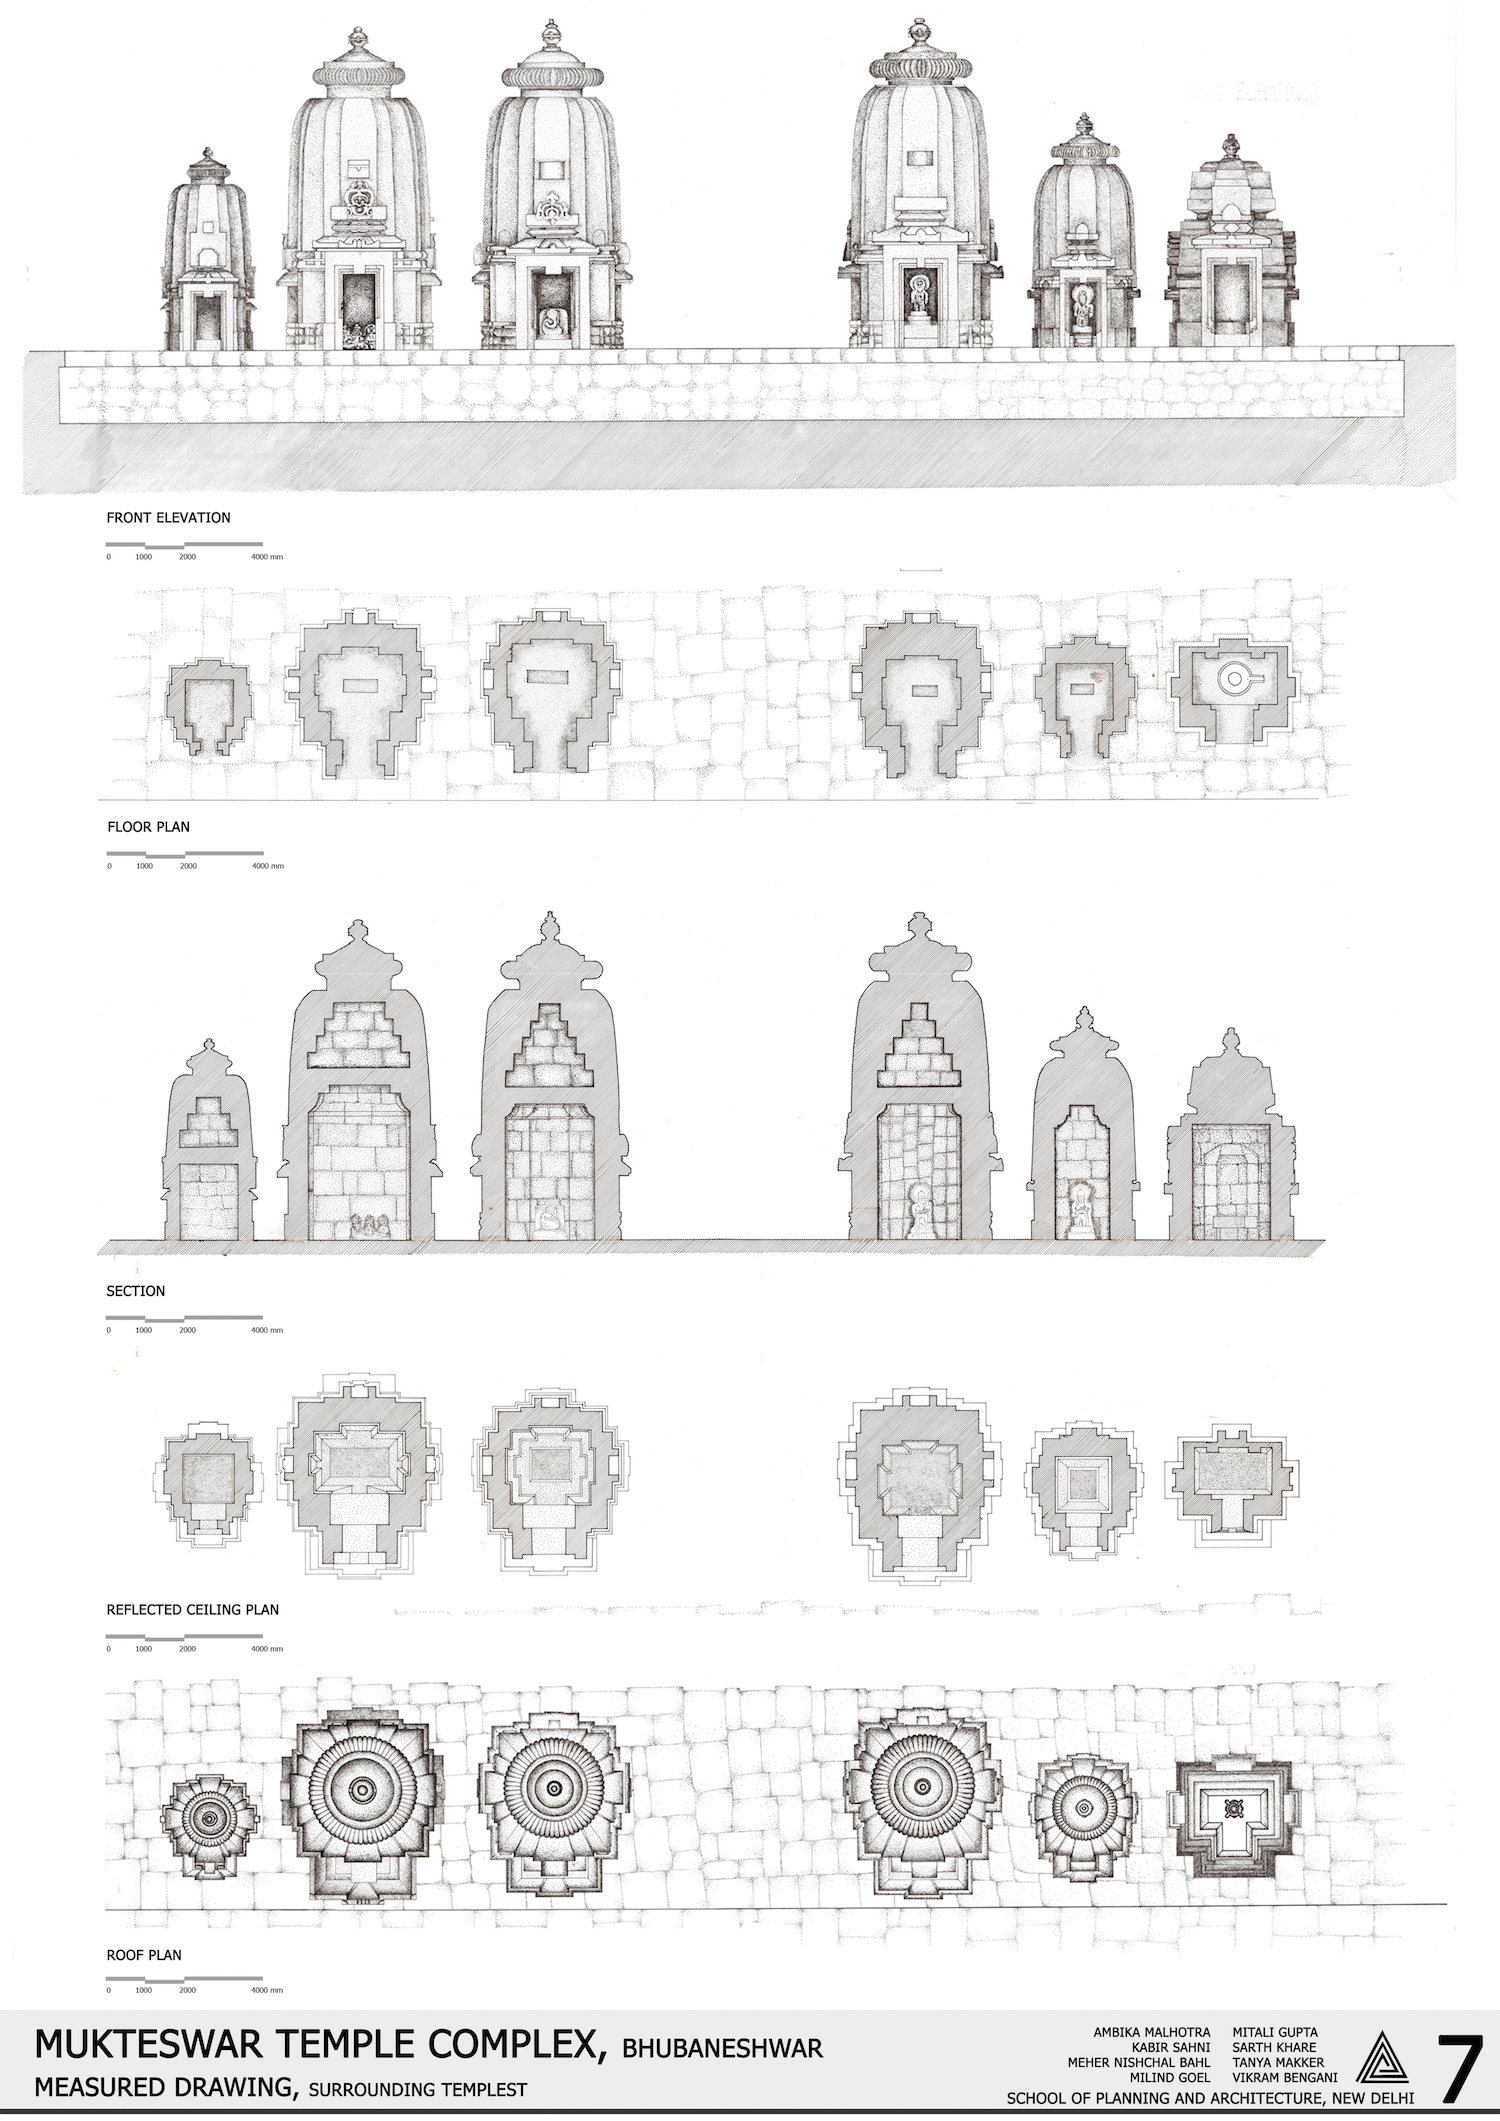 FRONT ELEVATION
0 1000 2000 4000 mm
FLOOR PLAN
0 1000 2000 4000 mm
SECTION
0 1000 2000 4000 mm
REFLECTED CEILING PLAN
0 1000 2000 4000 mm
ROOF PLAN
0 1000 2000 4000 mm
MUKTESWAR TEMPLE COMPLEX, BHUBANESHWAR
MEASURED DRAWING, SURROUNDING TEMPLEST
AMBIKA MALHOTRA MITALI GUPTA
KABIR SAHNI SARTH KHARE
MEHER NISHCHAL BAHL TANYA MAKKER
MILIND GOEL VIKRAM BENGANI
SCHOOL OF PLANNING AND ARCHITECTURE, NEW DELHI
7